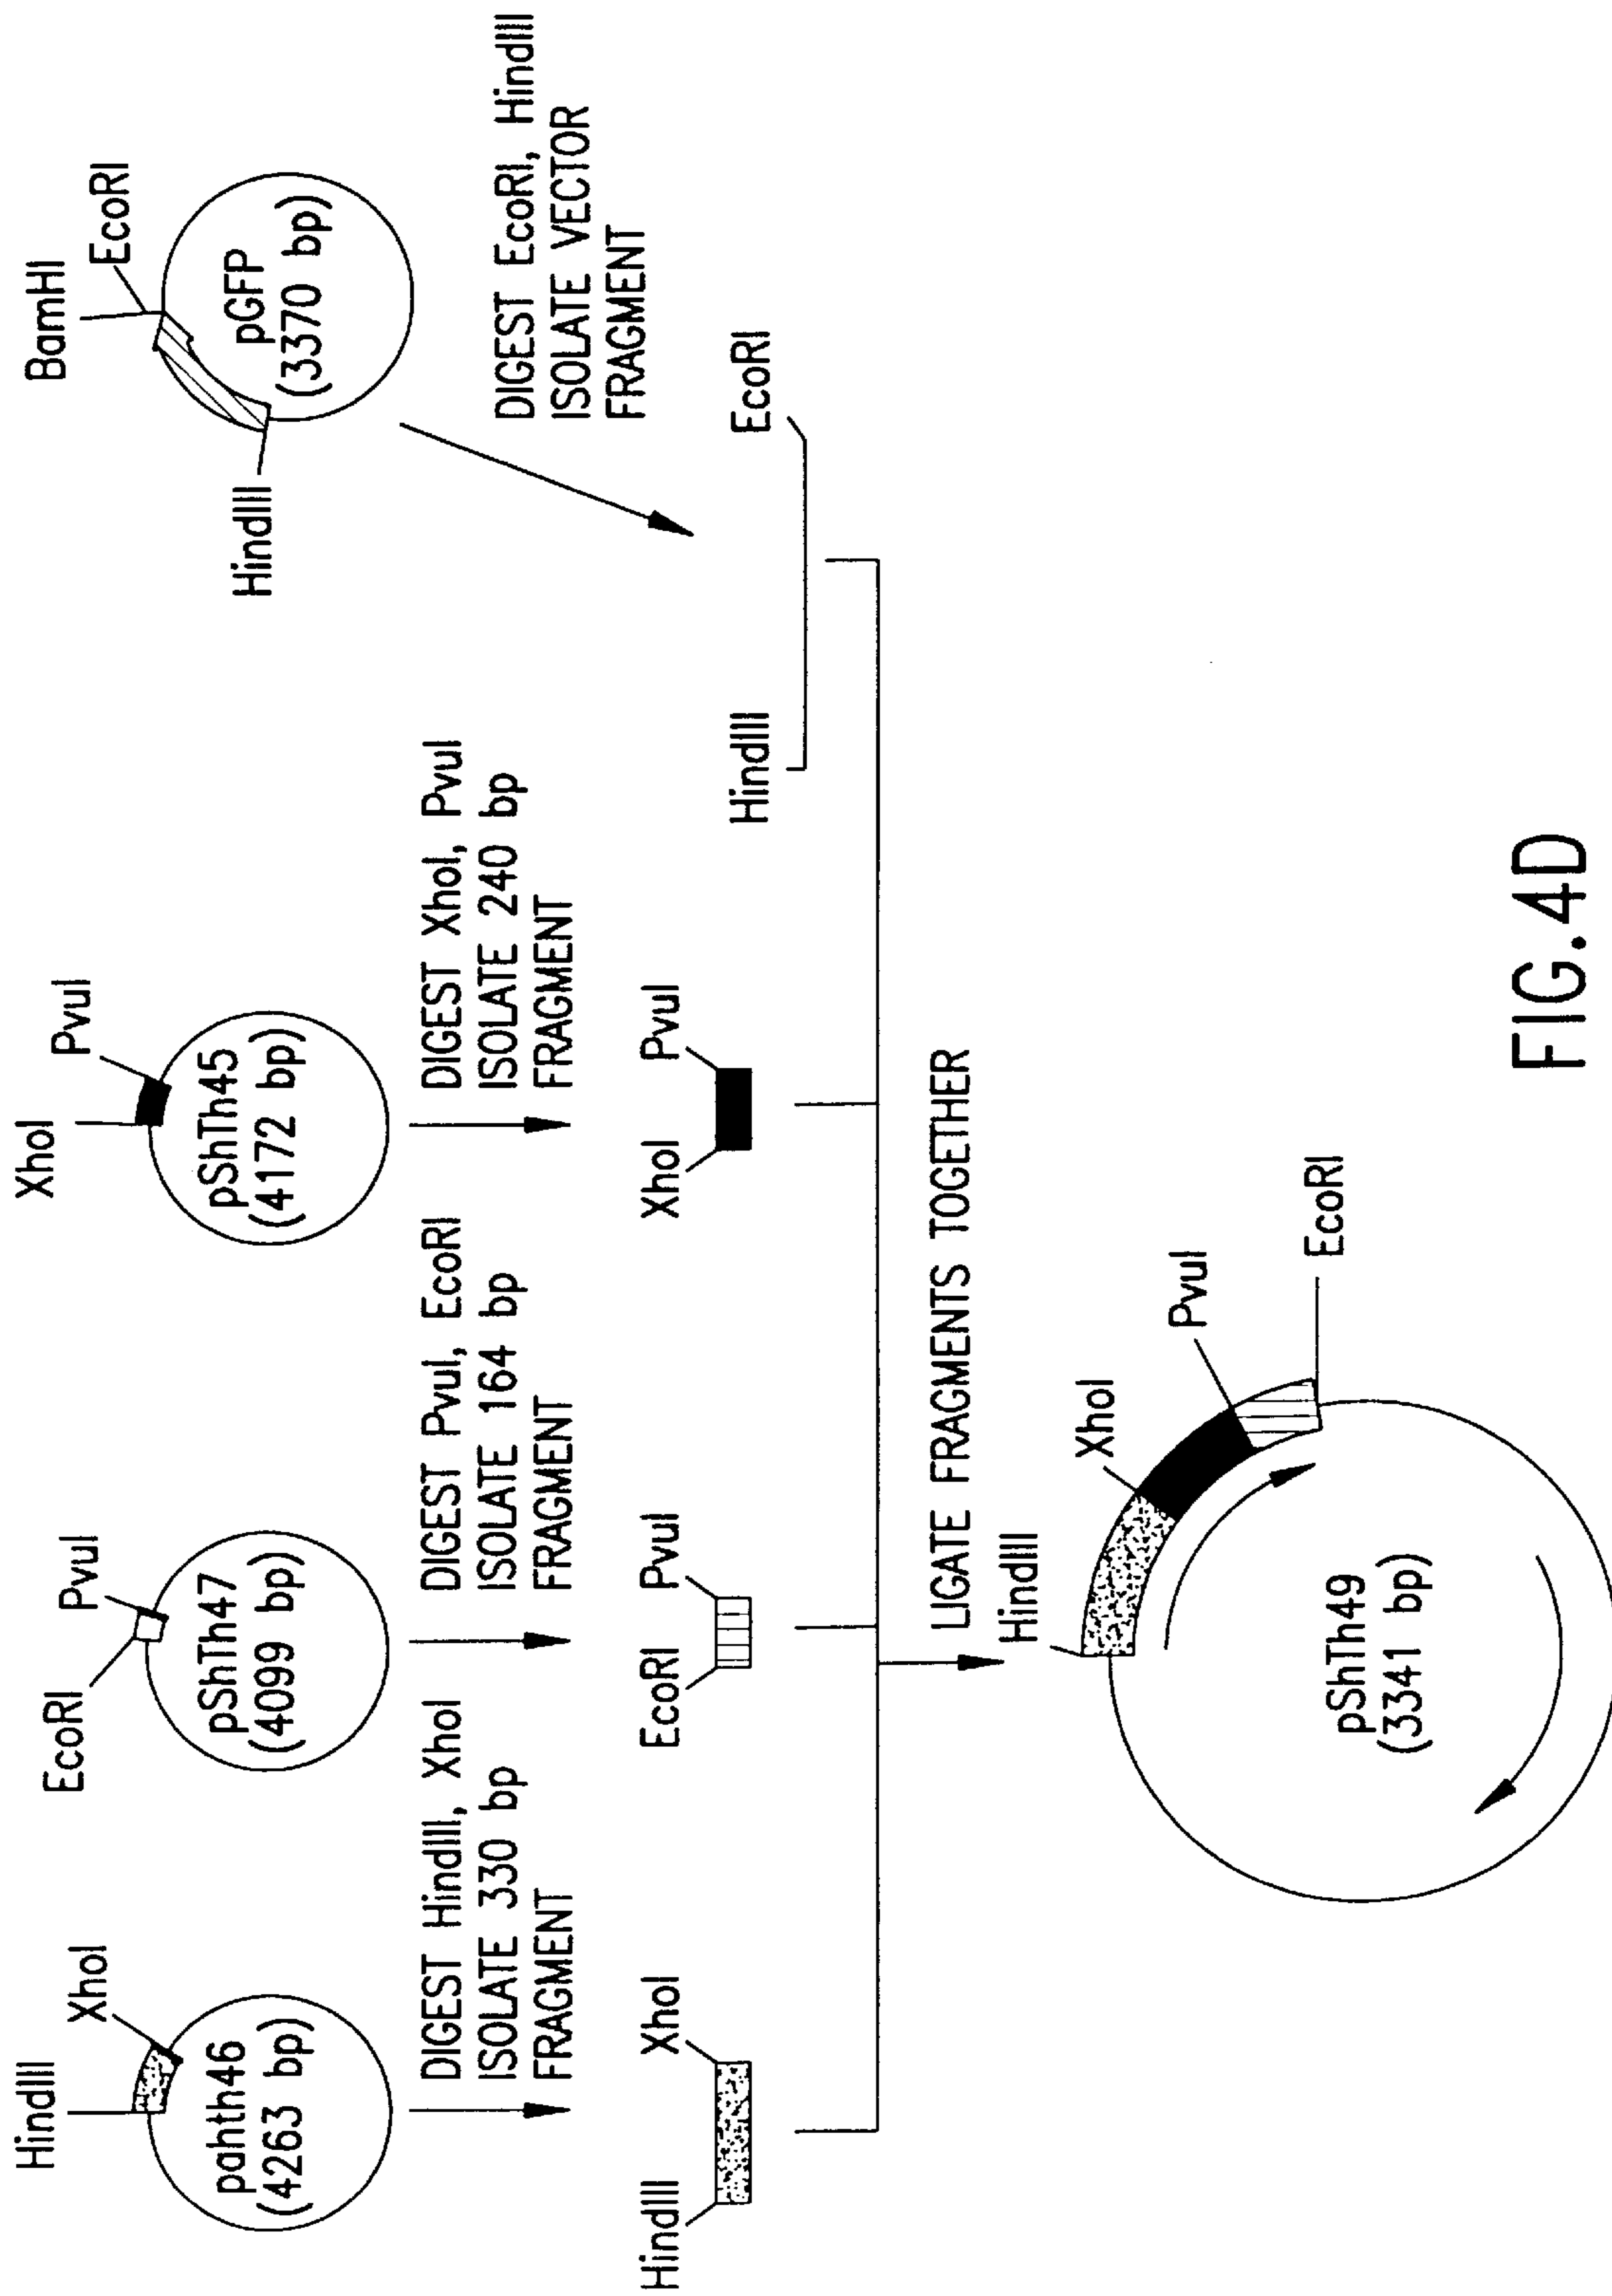 HindIII
XhoI
pahth46
(4263 bp)
DIGEST HindIII, XhoI
ISOLATE 330 bp
FRAGMENT
HindIII
XhoI
EcoRI
PvuI
pShTh47
(4099 bp)
DIGEST PvuI, EcoRI
ISOLATE 164 bp
FRAGMENT
EcoRI
PvuI
XhoI
PvuI
pShTh45
(4172 bp)
DIGEST XhoI, PvuI
ISOLATE 240 bp
FRAGMENT
XhoI
PvuI
BamHI
EcoRI
HindIII
pGFP
(3370 bp)
DIGEST EcoRI, HindIII
ISOLATE VECTOR
FRAGMENT
HindIII
EcoRI
LIGATE FRAGMENTS TOGETHER
HindIII
XhoI
PvuI
EcoRI
pShTh49
(3341 bp)
FIG.4D